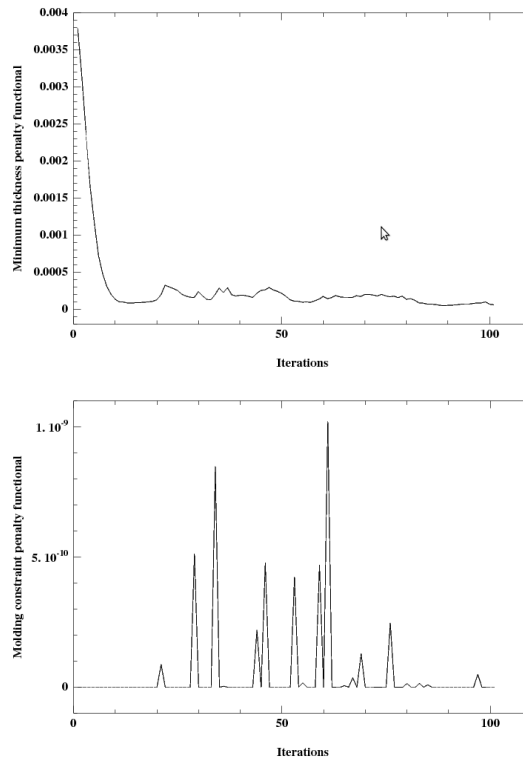 0.004
0.0035
0.003
0.0025
0.002
0.0015
0.001
0.0005
0
Minimum thickness penalty functional
0 50 100
Iterations
1. 10⁻⁹
5. 10⁻¹⁰
0
Molding constraint penalty functional
0 50 100
Iterations